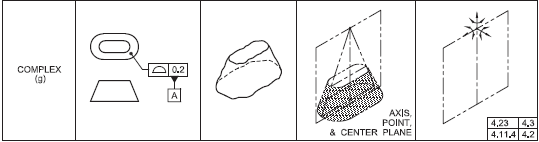 COMPLEX
(g)
0.2
A
AXIS,
POINT,
& CENTER PLANE
4.23 4.3
4.11.4 4.2